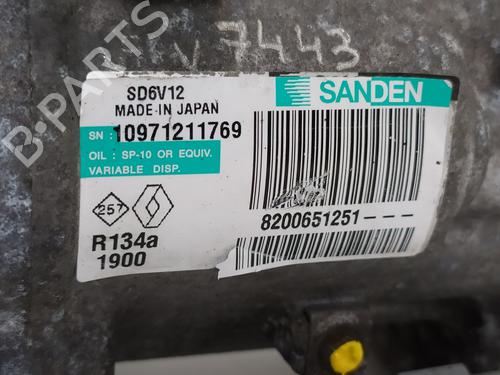 V7443
B-PARTS
SD6V12
MADE IN JAPAN
SANDEN
SN : 10971211769
OIL : SP-10 OR EQUIV.
VARIABLE DISP.
257
R134a
1900
8200651251---